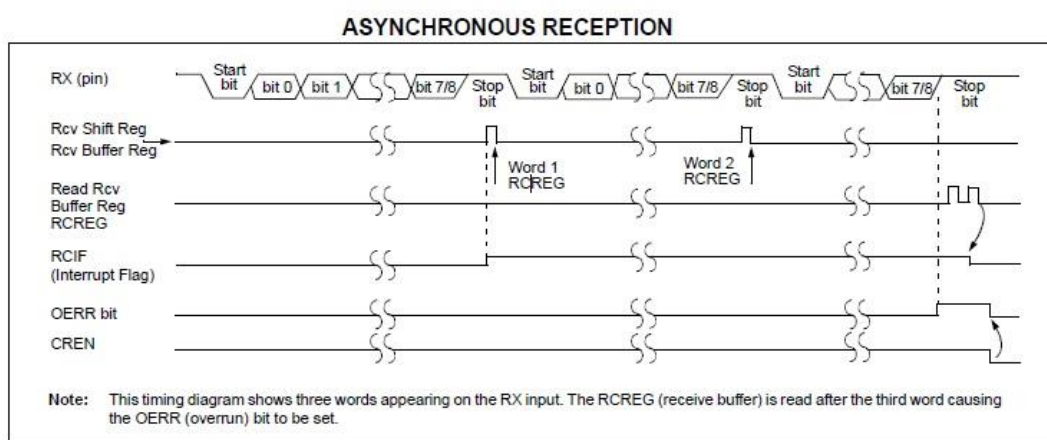 ASYNCHRONOUS RECEPTION
RX (pin)
Start
bit
bit 0
bit 1
bit 7/8
Stop
bit
Start
bit
bit 0
bit 7/8
Stop
bit
Start
bit
bit 7/8
Stop
bit
Rcv Shift Reg
Rcv Buffer Reg
Word 1
RCREG
Word 2
RCREG
Read Rcv
Buffer Reg
RCREG
RCIF
(Interrupt Flag)
OERR bit
CREN
Note: This timing diagram shows three words appearing on the RX input. The RCREG (receive buffer) is read after the third word causing
the OERR (overrun) bit to be set.